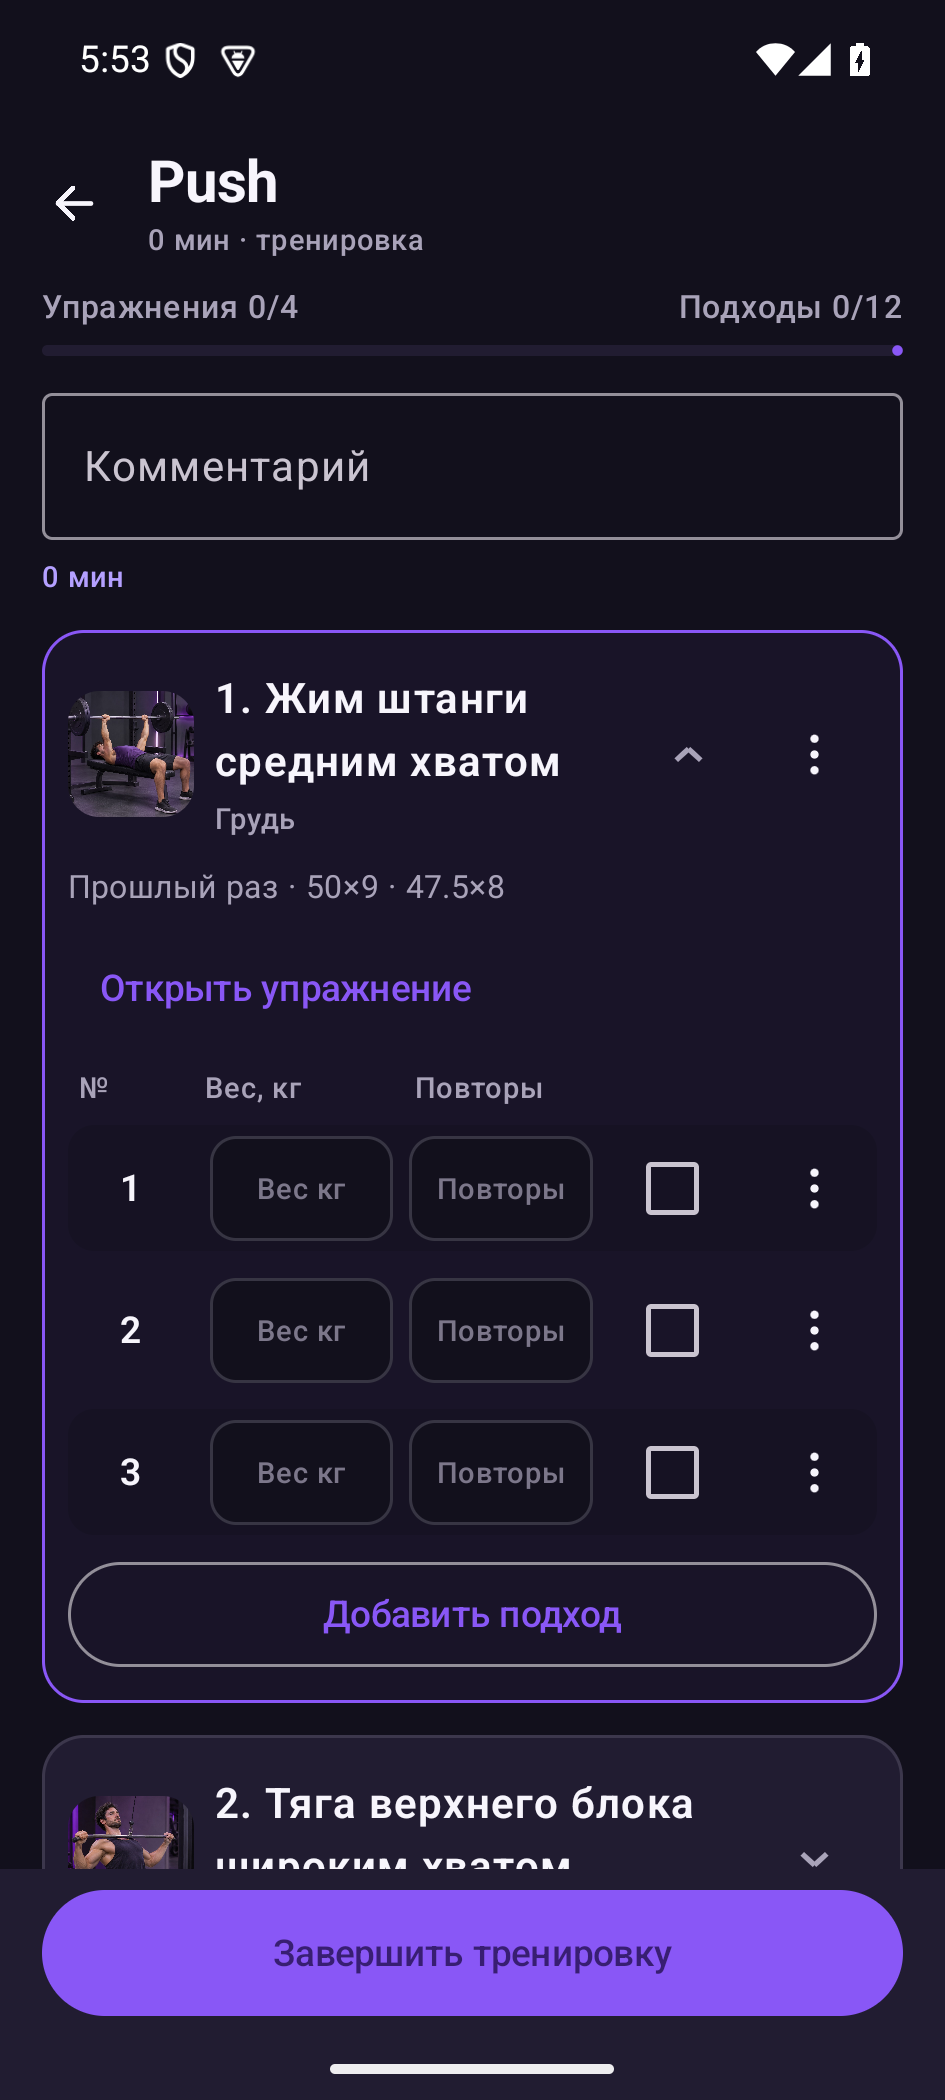 5:53
Push
0 мин · тренировка
Упражнения 0/4
Подходы 0/12
Комментарий
0 мин
1. Жим штанги
средним хватом
Грудь
Прошлый раз · 50×9 · 47.5×8
Открыть упражнение
№ Вес, кг Повторы
1 Вес кг Повторы
2 Вес кг Повторы
3 Вес кг Повторы
Добавить подход
2. Тяга верхнего блока
широким хватом
Завершить тренировку